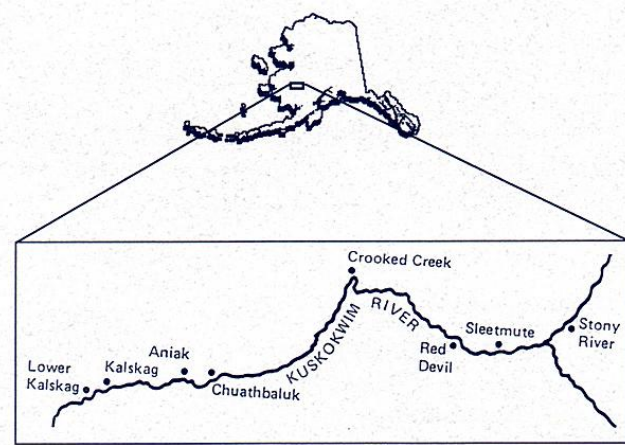 Crooked Creek
KUSKOKWIM RIVER
Sleetmute
Stony
River
Red
Devil
Aniak
Kalskag
Lower
Kalskag
Chuathbaluk